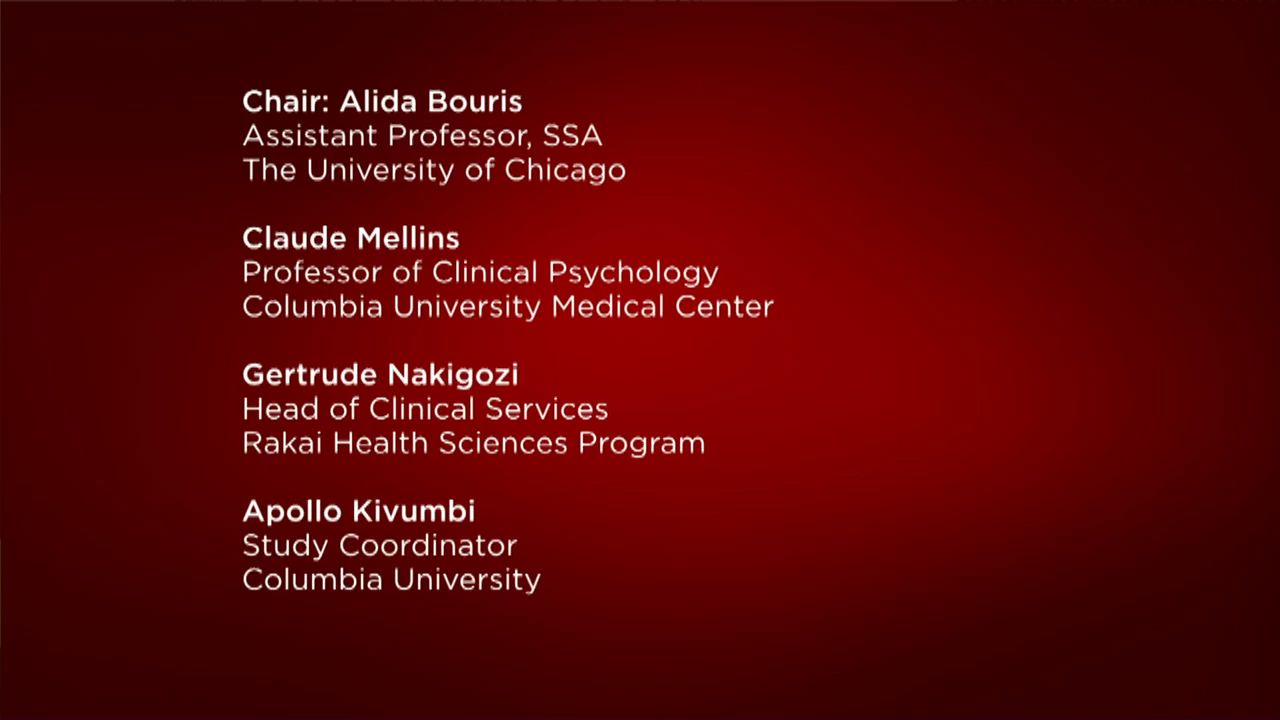 Chair: Alida Bouris
Assistant Professor, SSA
The University of Chicago
Claude Mellins
Professor of Clinical Psychology
Columbia University Medical Center
Gertrude Nakigozi
Head of Clinical Services
Rakai Health Sciences Program
Apollo Kivumbi
Study Coordinator
Columbia University